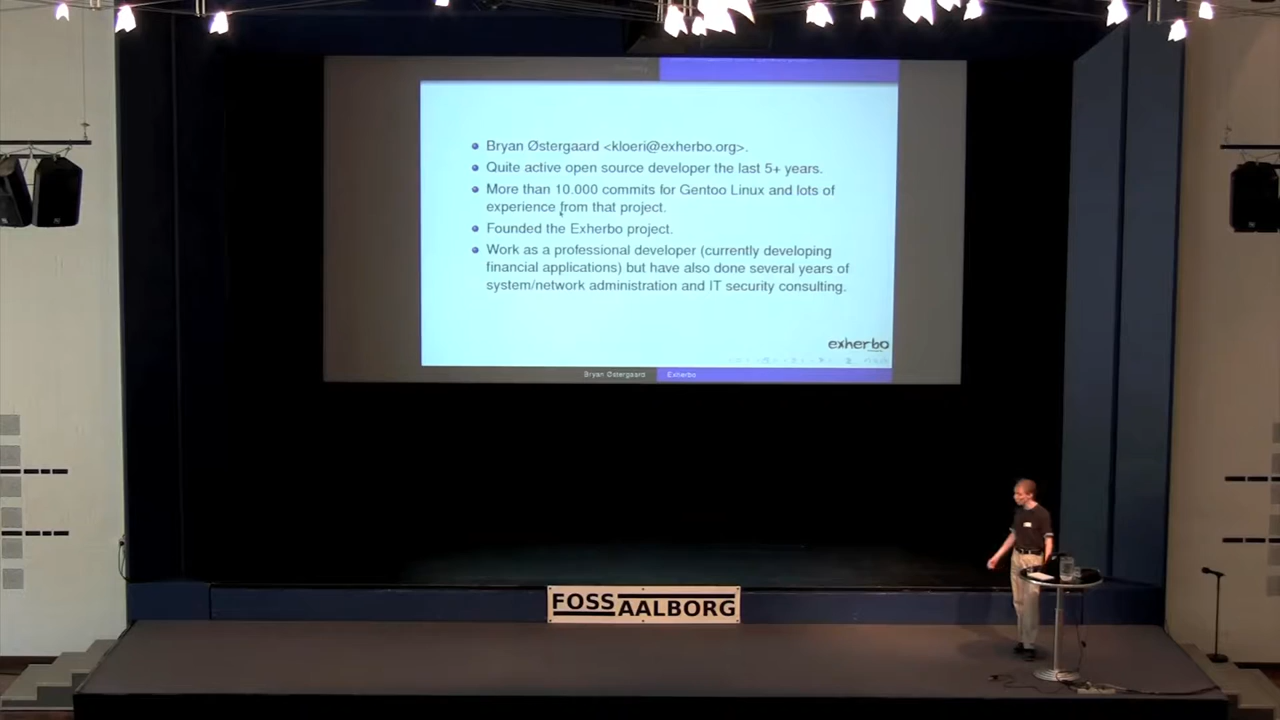 Bryan Østergaard <kloeri@exherbo.org>.
Quite active open source developer the last 5+ years.
More than 10.000 commits for Gentoo Linux and lots of
experience from that project.
Founded the Exherbo project.
Work as a professional developer (currently developing
financial applications) but have also done several years of
system/network administration and IT security consulting.
exherbo
Bryan Østergaard Exherbo
FOSSAALBORG